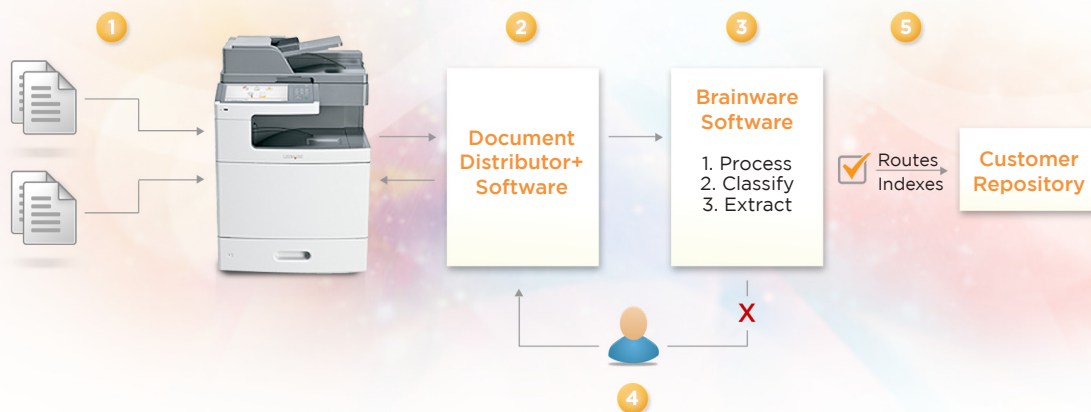 1
2
3
5
Document
Distributor+
Software
Brainware
Software
1. Process
2. Classify
3. Extract
Routes
Indexes
Customer
Repository
Lexmark
X
4